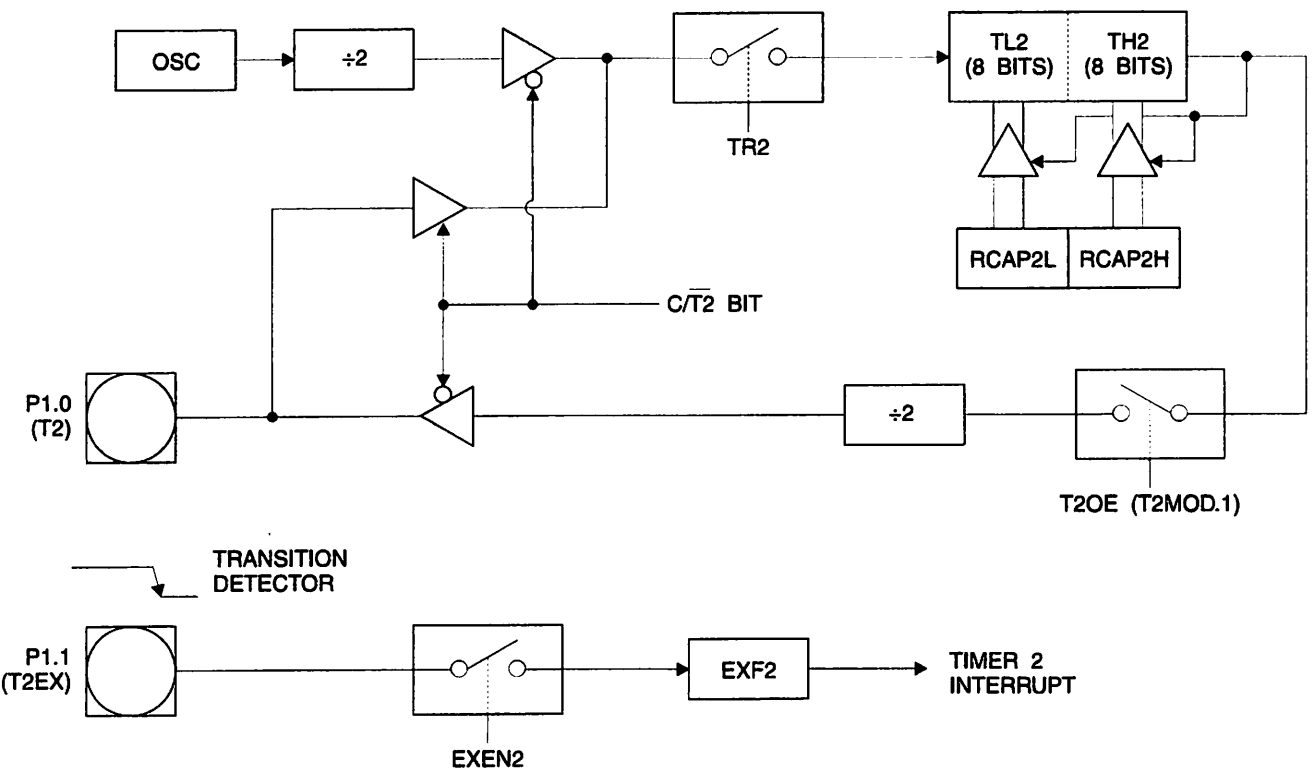 OSC
÷2
TR2
TL2
(8 BITS)
TH2
(8 BITS)
RCAP2L
RCAP2H
C/T̅2̅ BIT
P1.0
(T2)
÷2
T2OE (T2MOD.1)
TRANSITION
DETECTOR
P1.1
(T2EX)
EXEN2
EXF2
TIMER 2
INTERRUPT